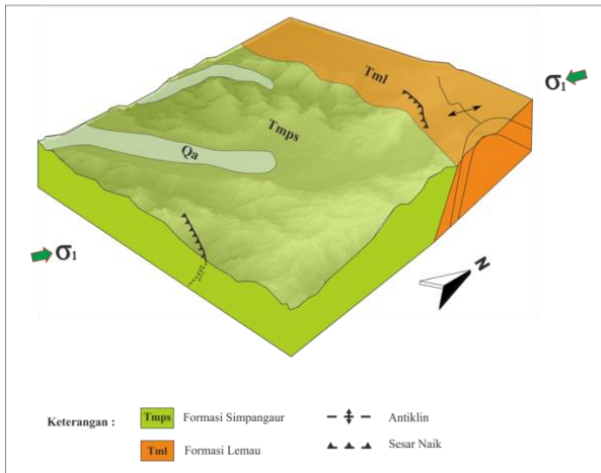 Tml
σ1
Tmps
Qa
σ1
N
Keterangan :
Tmps Formasi Simpangaur
Antiklin
Tml Formasi Lemau
Sesar Naik